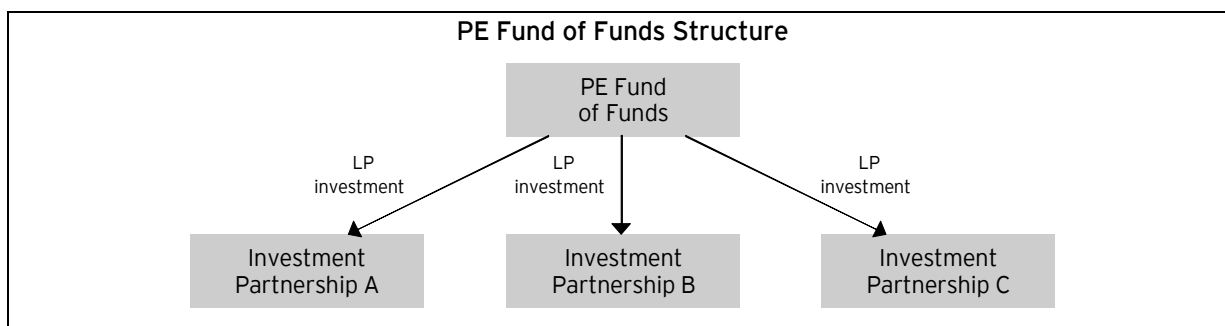 PE Fund of Funds Structure
PE Fund
of Funds
LP
investment
LP
investment
LP
investment
Investment
Partnership A
Investment
Partnership B
Investment
Partnership C